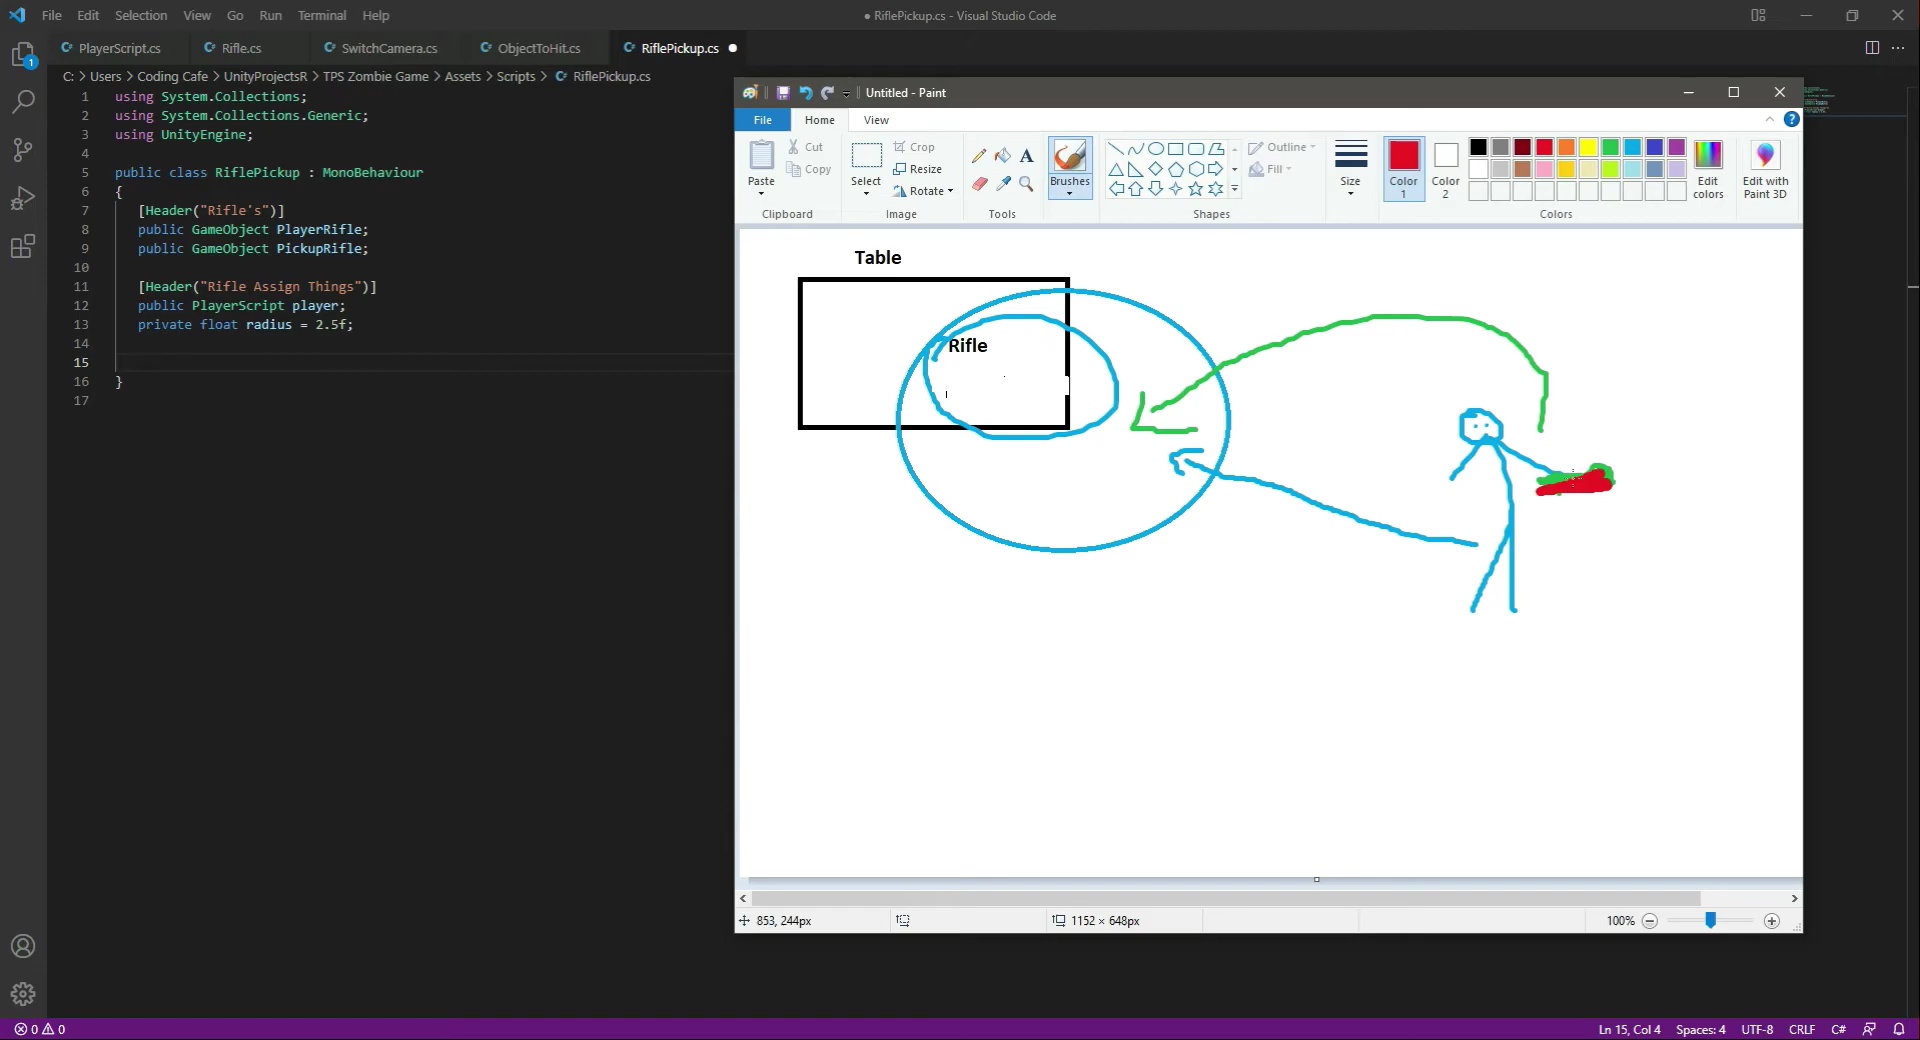 File Edit Selection View Go Run Terminal Help
● RiflePickup.cs - Visual Studio Code
PlayerScript.cs
Rifle.cs
SwitchCamera.cs
ObjectToHit.cs
RiflePickup.cs
C: > Users > Coding Cafe > UnityProjectsR > TPS Zombie Game > Assets > Scripts > RiflePickup.cs
1 using System.Collections;
2 using System.Collections.Generic;
3 using UnityEngine;
4
5 public class RiflePickup : MonoBehaviour
6 {
7 [Header("Rifle's")]
8 public GameObject PlayerRifle;
9 public GameObject PickupRifle;
10
11 [Header("Rifle Assign Things")]
12 public PlayerScript player;
13 private float radius = 2.5f;
14
15
16 }
17
1
Untitled - Paint
File Home View
Paste
Cut
Copy
Clipboard
Select
Crop
Resize
Rotate
Image
A
Tools
Brushes
Shapes
Outline
Fill
Size
Color 1
Color 2
Colors
Edit colors
Edit with Paint 3D
Table
Rifle
853, 244px
1152 × 648px
100%
0 0
Ln 15, Col 4
Spaces: 4
UTF-8
CRLF
C#